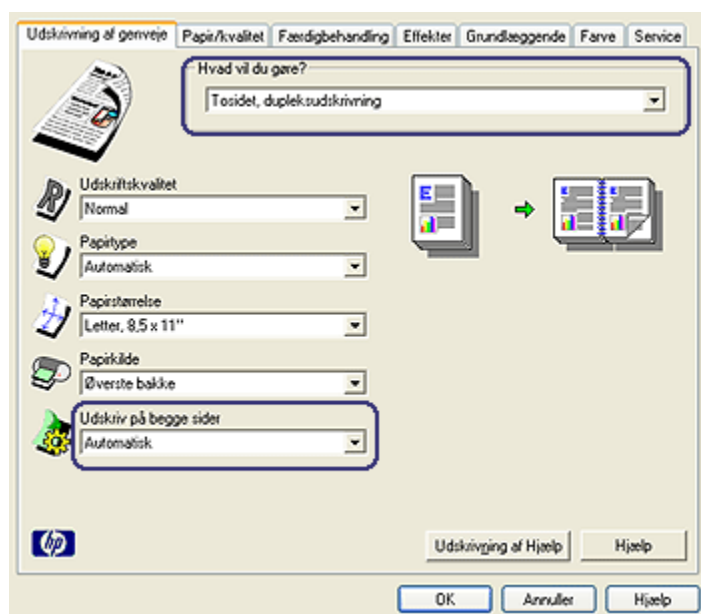 Udskrivning af genveje Papir/kvalitet Færdigbehandling Effekter Grundlæggende Farve Service
Hvad vil du gøre?
Tosidet, dupleksudskrivning
Udskriftskvalitet
Normal
Papirtype
Automatisk
Papirstørrelse
Letter, 8,5 x 11"
Papirkilde
Øverste bakke
Udskriv på begge sider
Automatisk
hp
Udskrivning af Hjælp Hjælp
OK Annuller Hjælp